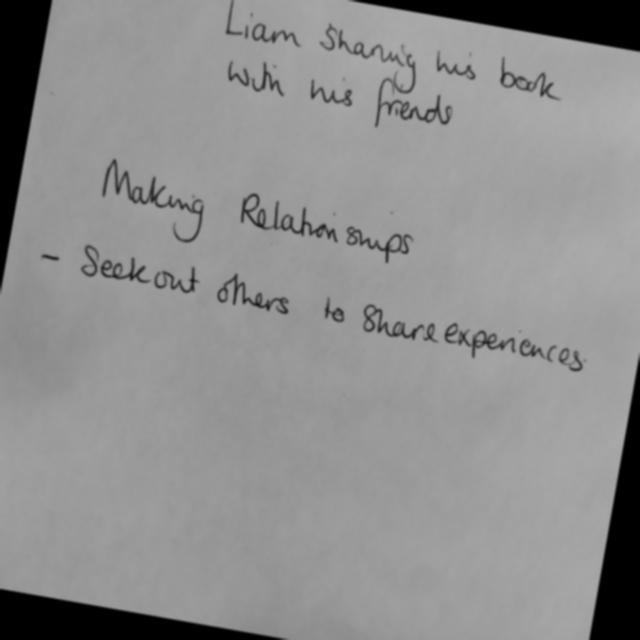 Liam sharing his book
with his friends
Making Relationships
- Seek out others to share experiences